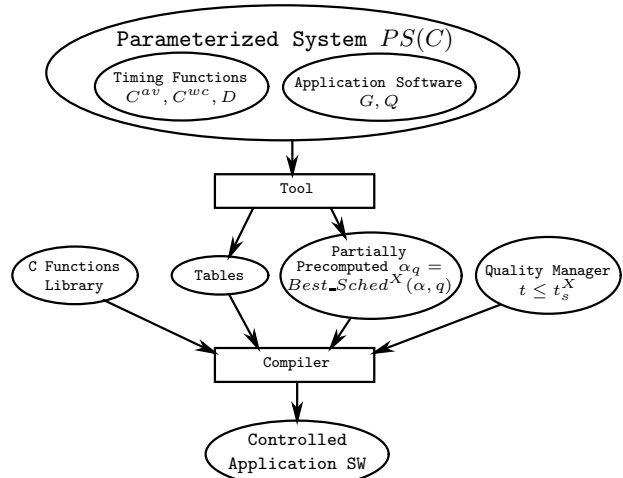 Parameterized System PS(C)
Timing Functions
C^{av}, C^{wc}, D
Application Software
G, Q
Tool
C Functions
Library
Tables
Partially
Precomputed α_q =
Best_Sched^X(α, q)
Quality Manager
t ≤ t_s^X
Compiler
Controlled
Application SW